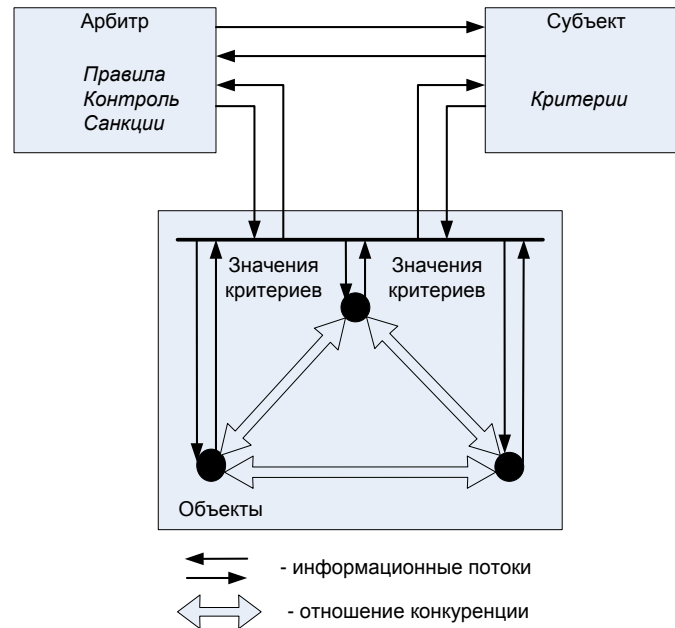 Арбитр
Правила
Контроль
Санкции
Субъект
Критерии
Значения
критериев
Значения
критериев
Объекты
- информационные потоки
- отношение конкуренции